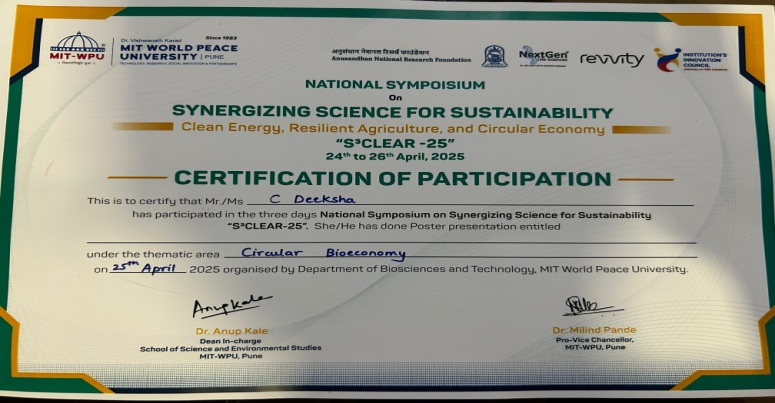 Dr. Vishwanath Karad
Since 1983
MIT WORLD PEACE
UNIVERSITY | PUNE
TECHNOLOGY, RESEARCH, SOCIAL INNOVATION & PARTNERSHIPS
MIT-WPU
अनुसंधान नेशनल रिसर्च फाउंडेशन
Anusandhan National Research Foundation
NextGen
Life Sciences
revvity
INSTITUTION'S
INNOVATION
COUNCIL
NATIONAL SYMPOISIUM
On
SYNERGIZING SCIENCE FOR SUSTAINABILITY
Clean Energy, Resilient Agriculture, and Circular Economy
“S³CLEAR -25”
24th to 26th April, 2025
CERTIFICATION OF PARTICIPATION
This is to certify that Mr./Ms C Deeksha
has participated in the three days National Symposium on Synergizing Science for Sustainability
“S³CLEAR-25”. She/He has done Poster presentation entitled
under the thematic area Circular Bioeconomy
on 25th April 2025 organised by Department of Biosciences and Technology, MIT World Peace University.
Anupkale
Dr. Anup Kale
Dean In-charge
School of Science and Environmental Studies
MIT-WPU, Pune
Dr. Milind Pande
Pro-Vice Chancellor,
MIT-WPU, Pune